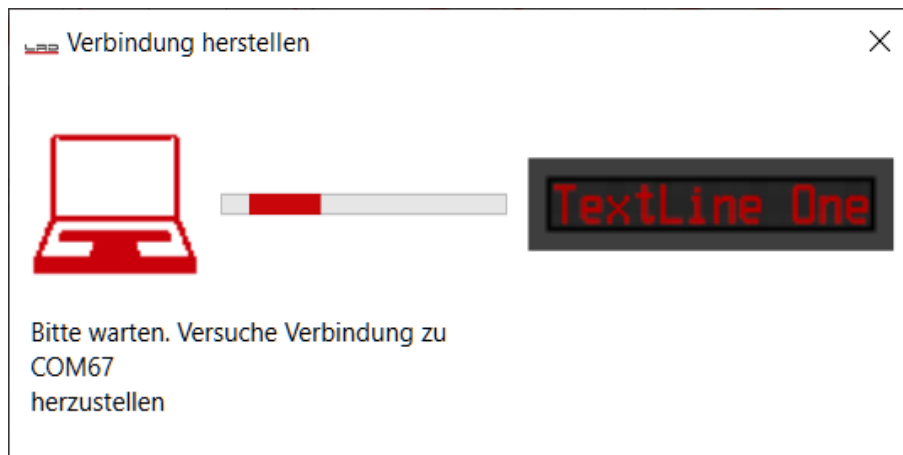 Verbindung herstellen
TextLine One
Bitte warten. Versuche Verbindung zu
COM67
herzustellen